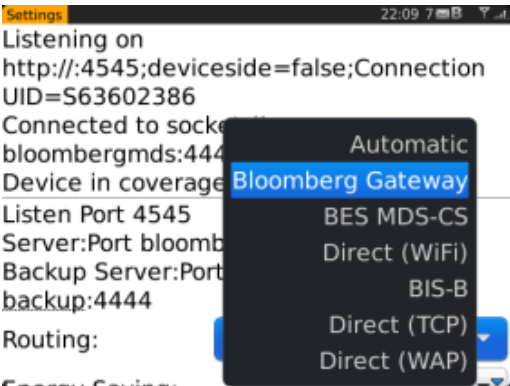 Settings 22:09 7 B
Listening on
http://:4545;deviceside=false;Connection
UID=S63602386
Connected to socke
bloombergmds:444
Device in coverage
Listen Port 4545
Server:Port bloomb
Backup Server:Port
backup:4444
Routing:
Automatic
Bloomberg Gateway
BES MDS-CS
Direct (WiFi)
BIS-B
Direct (TCP)
Direct (WAP)